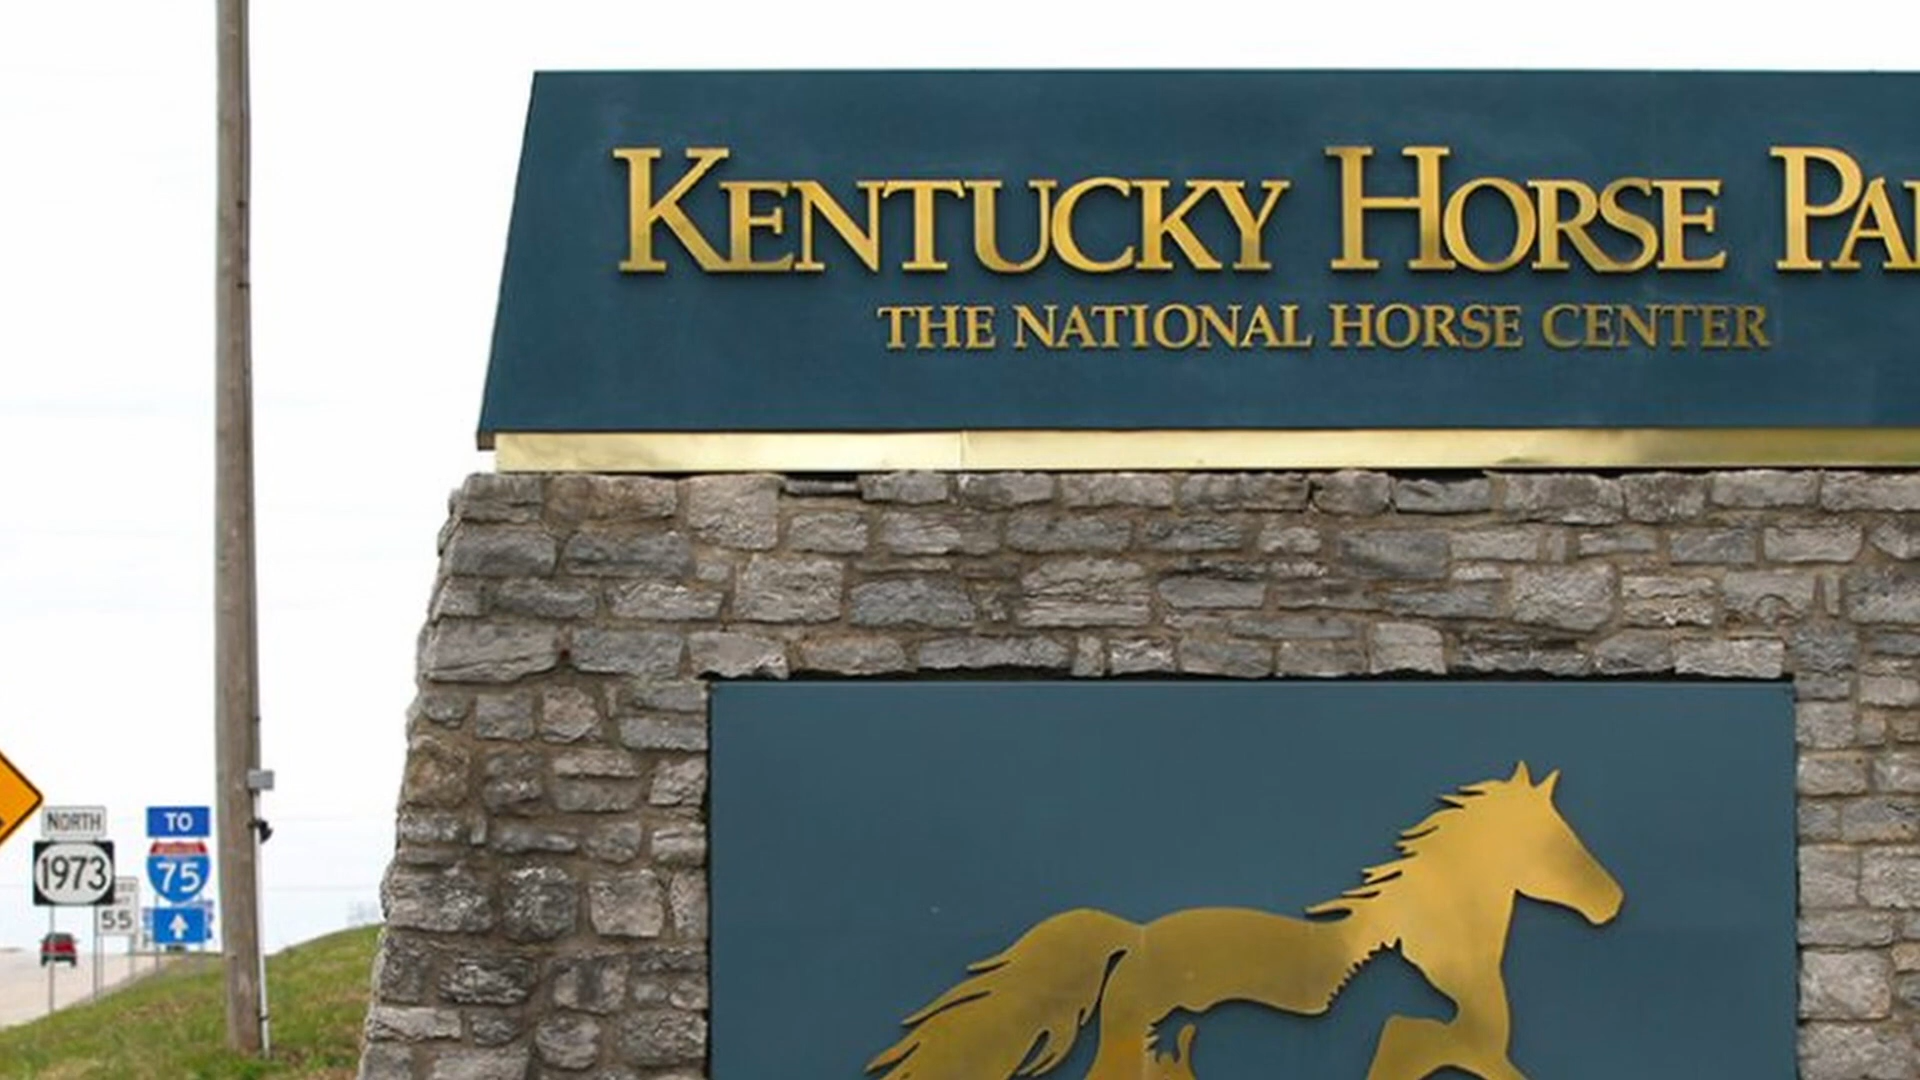 KENTUCKY HORSE PA
THE NATIONAL HORSE CENTER
NORTH
1973
55
TO
75